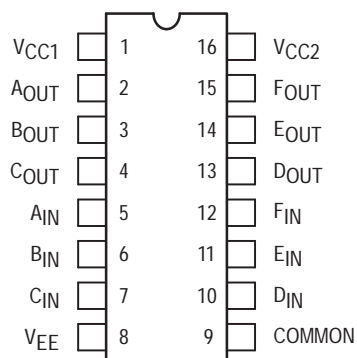 VCC1 1 16 VCC2
AOUT 2 15 FOUT
BOUT 3 14 EOUT
COUT 4 13 DOUT
AIN 5 12 FIN
BIN 6 11 EIN
CIN 7 10 DIN
VEE 8 9 COMMON